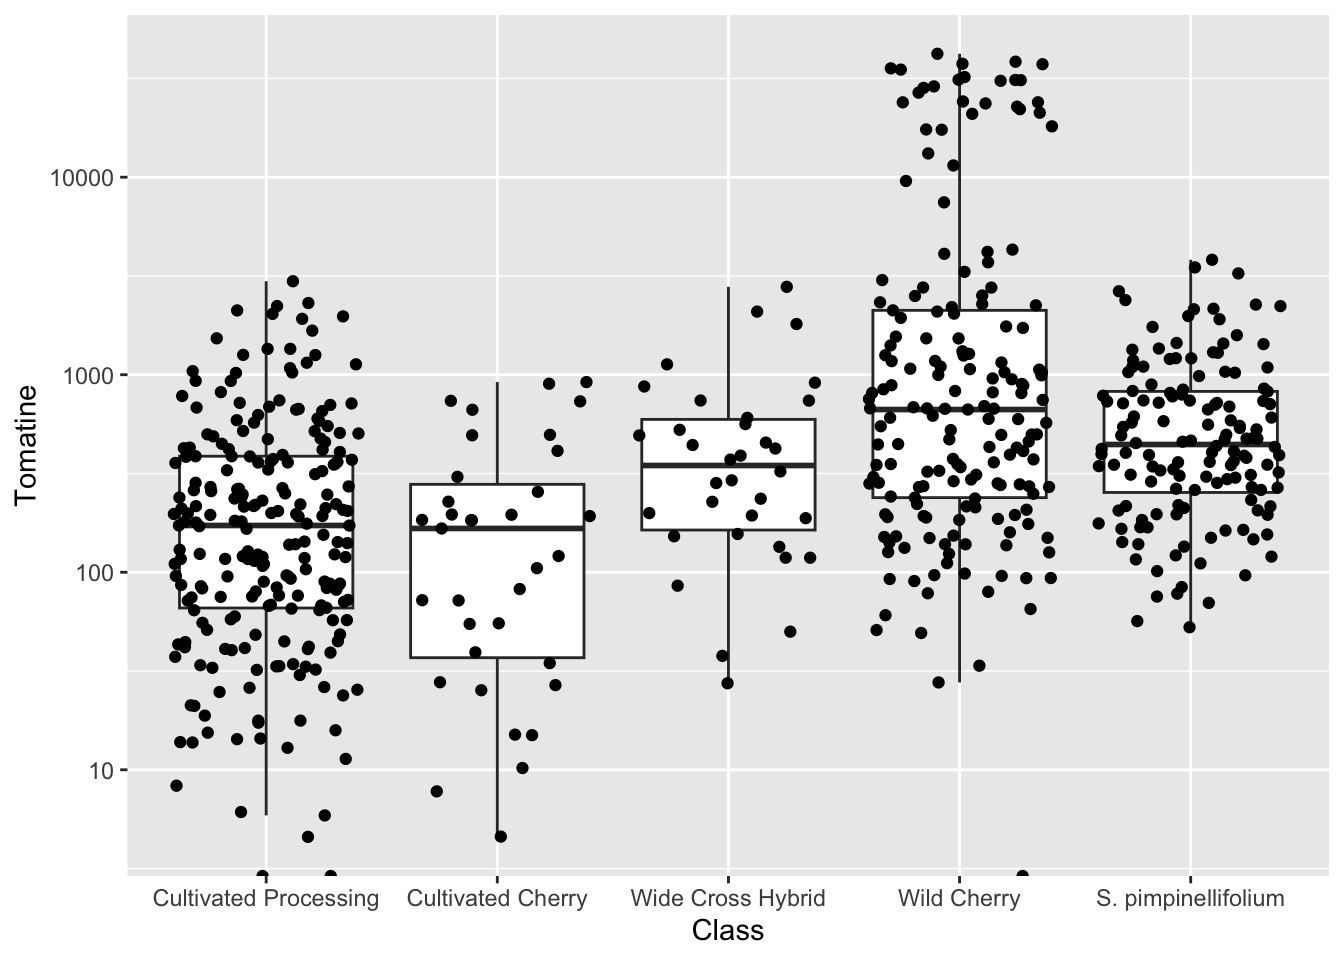 Tomatine
10000
1000
100
10
Cultivated Processing
Cultivated Cherry
Wide Cross Hybrid
Wild Cherry
S. pimpinellifolium
Class